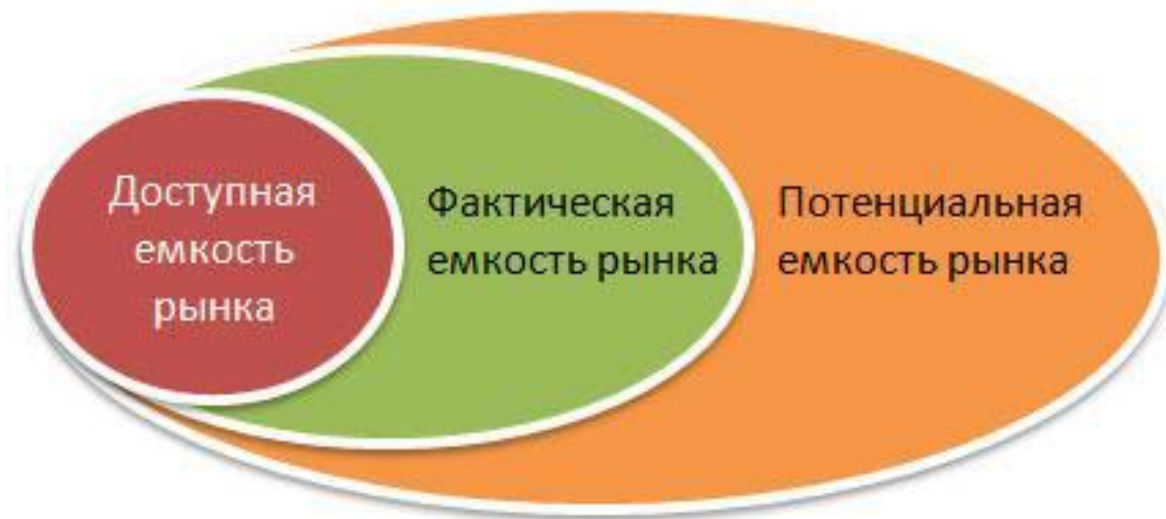 Доступная
емкость
рынка
Фактическая
емкость рынка
Потенциальная
емкость рынка